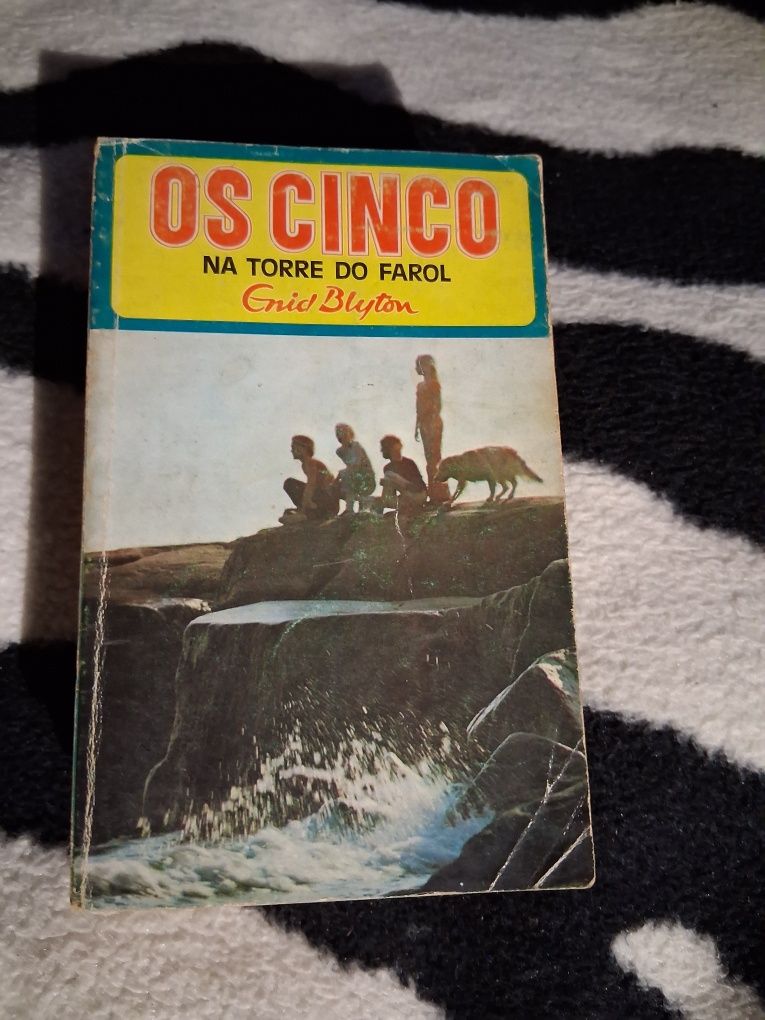 OS CINCO
NA TORRE DO FAROL
Enid Blyton